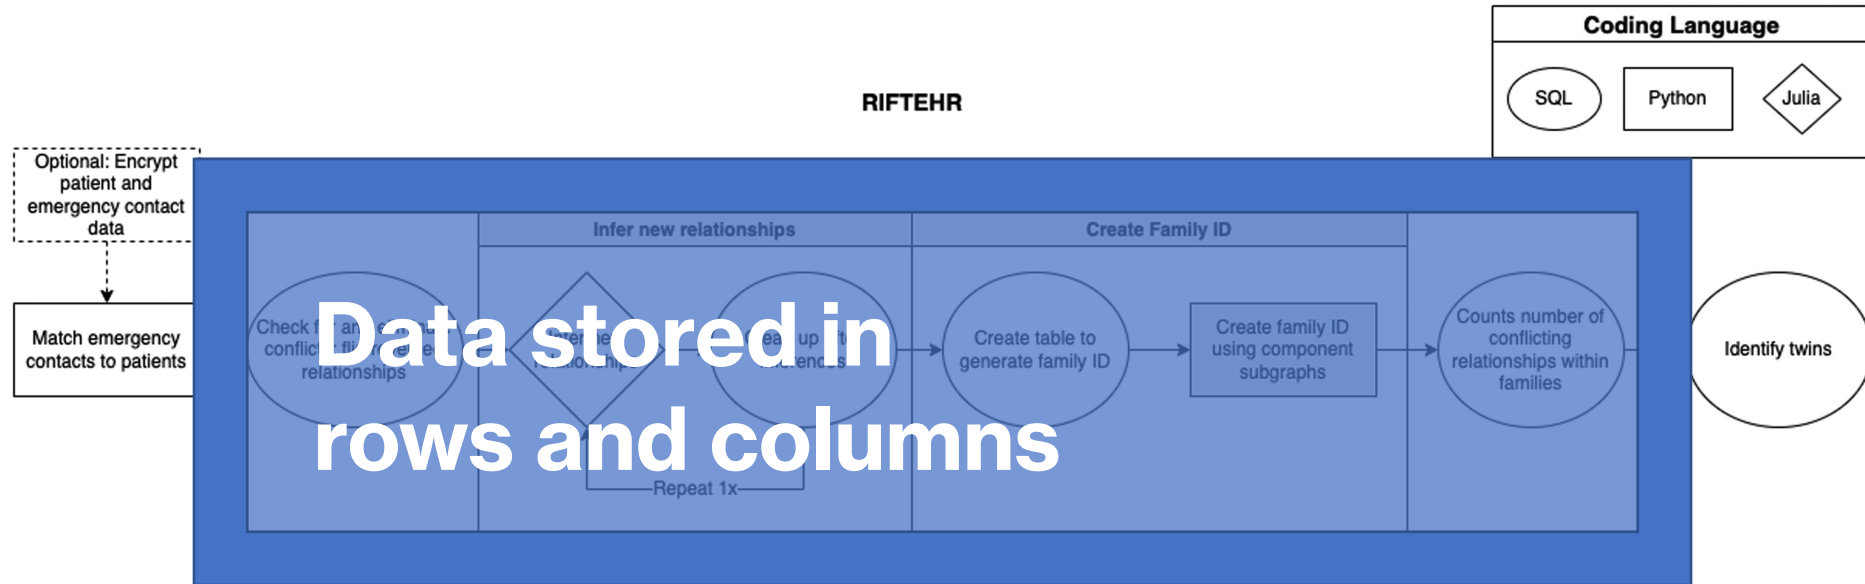 Coding Language
SQL
Python
Julia
RIFTEHR
Optional: Encrypt
patient and
emergency contact
data
Match emergency
contacts to patients
Infer new relationships
Create Family ID
Check
relationships
Data stored in
rows and columns
Repeat 1x
Create table to
generate family ID
Create family ID
using component
subgraphs
Counts number of
conflicting
relationships within
families
Identify twins